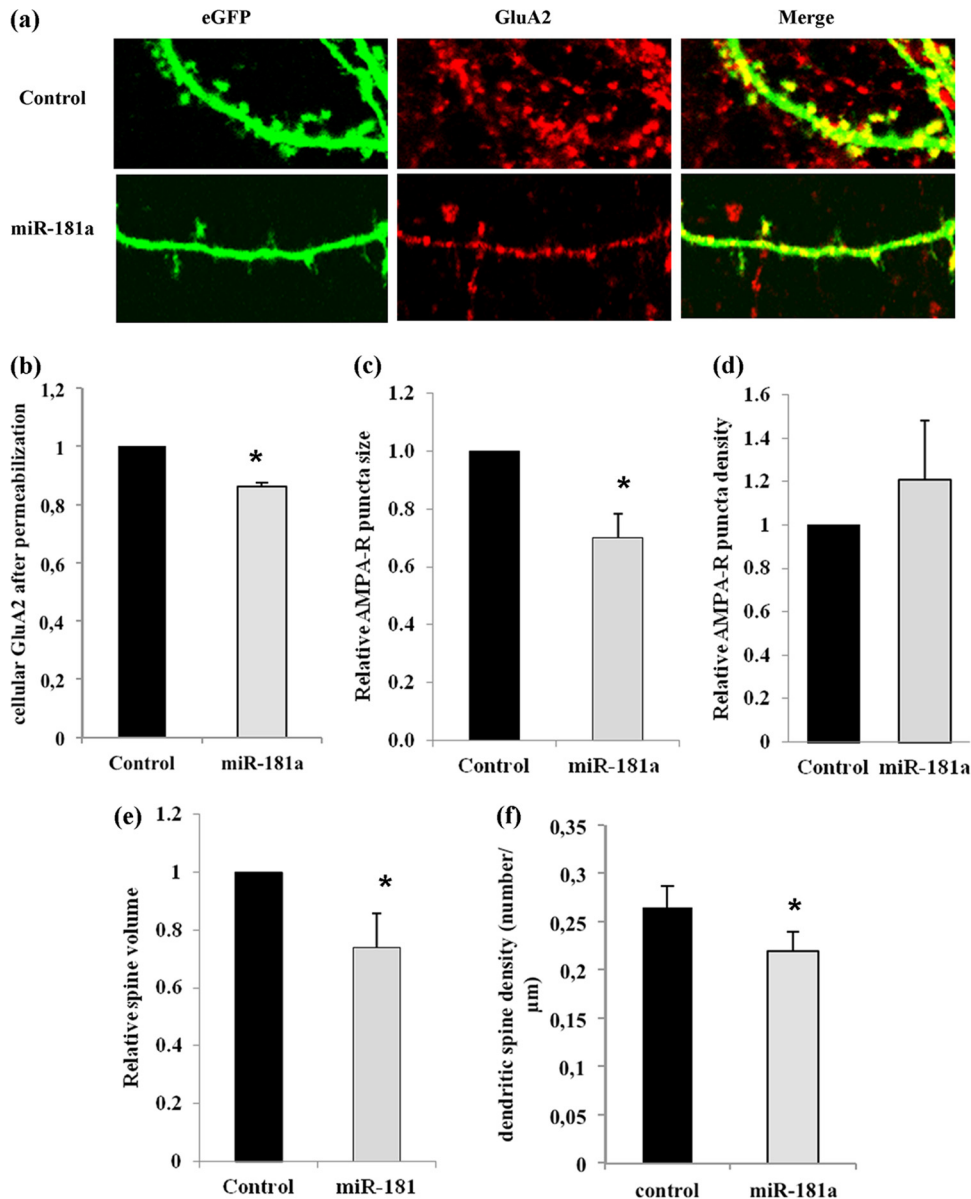 (a)
eGFP GluA2 Merge
Control
miR-181a
(b)
cellular GluA2 after permeabilization
1,2
1
0,8
0,6
0,4
0,2
0
*
Control miR-181a
(c)
Relative AMPA-R puncta size
1.2
1.0
0.8
0.6
0.4
0.2
0.0
*
Control miR-181a
(d)
Relative AMPA-R puncta density
1.6
1.4
1.2
1
0.8
0.6
0.4
0.2
0
Control miR-181a
(e)
Relative spine volume
1.2
1
0.8
0.6
0.4
0.2
0
*
Control miR-181
(f)
dendritic spine density (number/
µm)
0,35
0,3
0,25
0,2
0,15
0,1
0,05
0
*
control miR-181a